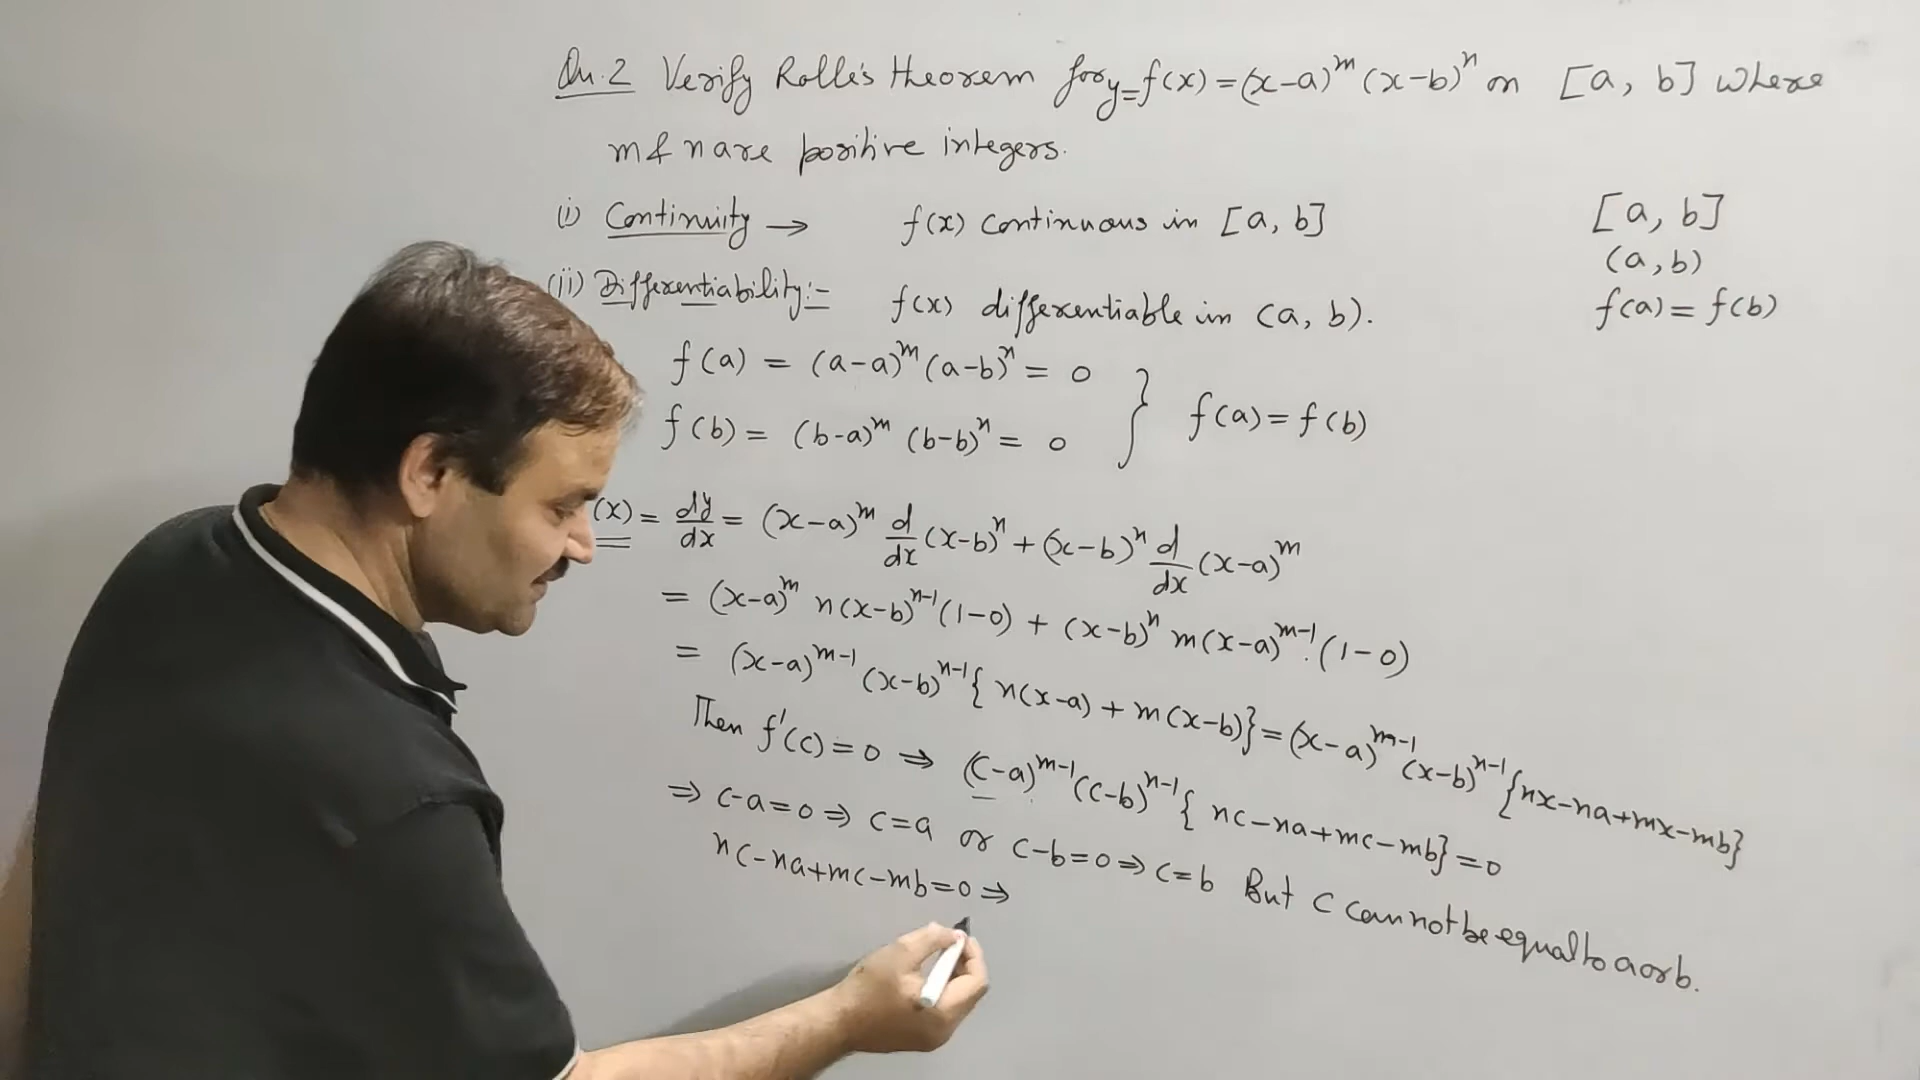 Qn.2 Verify Rolle's theorem for y=f(x)=(x-a)^m (x-b)^n on [a, b] where
m & n are positive integers.
(i) Continuity → f(x) continuous in [a, b]
[a, b]
(ii) Differentiability:- f(x) differentiable in (a, b).
(a, b)
f(a) = f(b)
f(a) = (a-a)^m (a-b)^n = 0
f(b) = (b-a)^m (b-b)^n = 0
} f(a) = f(b)
(x) = dy/dx = (x-a)^m d/dx (x-b)^n + (x-b)^n d/dx (x-a)^m
= (x-a)^m n(x-b)^{n-1} (1-0) + (x-b)^n m(x-a)^{m-1}.(1-0)
= (x-a)^{m-1} (x-b)^{n-1} { n(x-a) + m(x-b)} = (x-a)^{m-1} (x-b)^{n-1} {nx-na+mx-mb}
Then f'(c) = 0 ⇒ (c-a)^{m-1} (c-b)^{n-1} { nc-na+mc-mb} = 0
⇒ c-a=0 ⇒ c=a or c-b=0 ⇒ c=b But c cannot be equal to a or b.
nc-na+mc-mb=0 ⇒